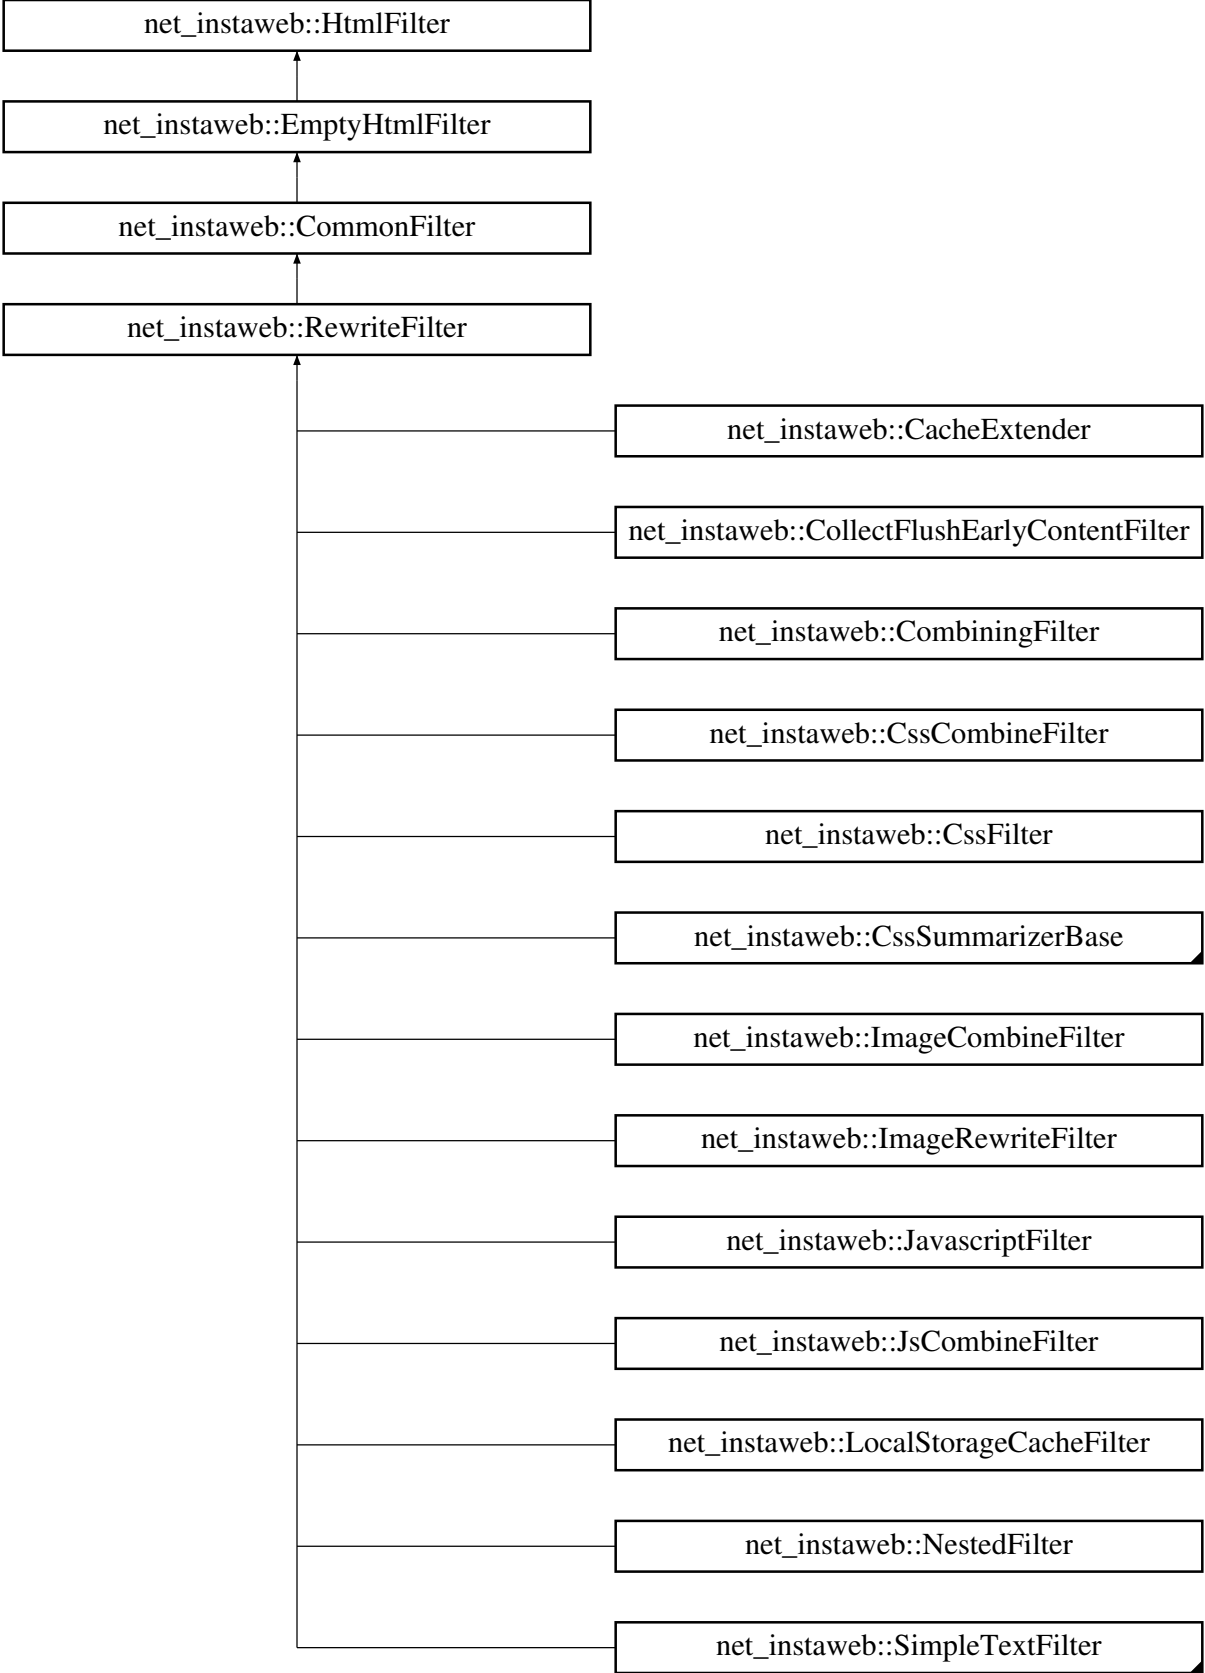 net_instaweb::HtmlFilter
net_instaweb::EmptyHtmlFilter
net_instaweb::CommonFilter
net_instaweb::RewriteFilter
net_instaweb::CacheExtender
net_instaweb::CollectFlushEarlyContentFilter
net_instaweb::CombiningFilter
net_instaweb::CssCombineFilter
net_instaweb::CssFilter
net_instaweb::CssSummarizerBase
net_instaweb::ImageCombineFilter
net_instaweb::ImageRewriteFilter
net_instaweb::JavascriptFilter
net_instaweb::JsCombineFilter
net_instaweb::LocalStorageCacheFilter
net_instaweb::NestedFilter
net_instaweb::SimpleTextFilter